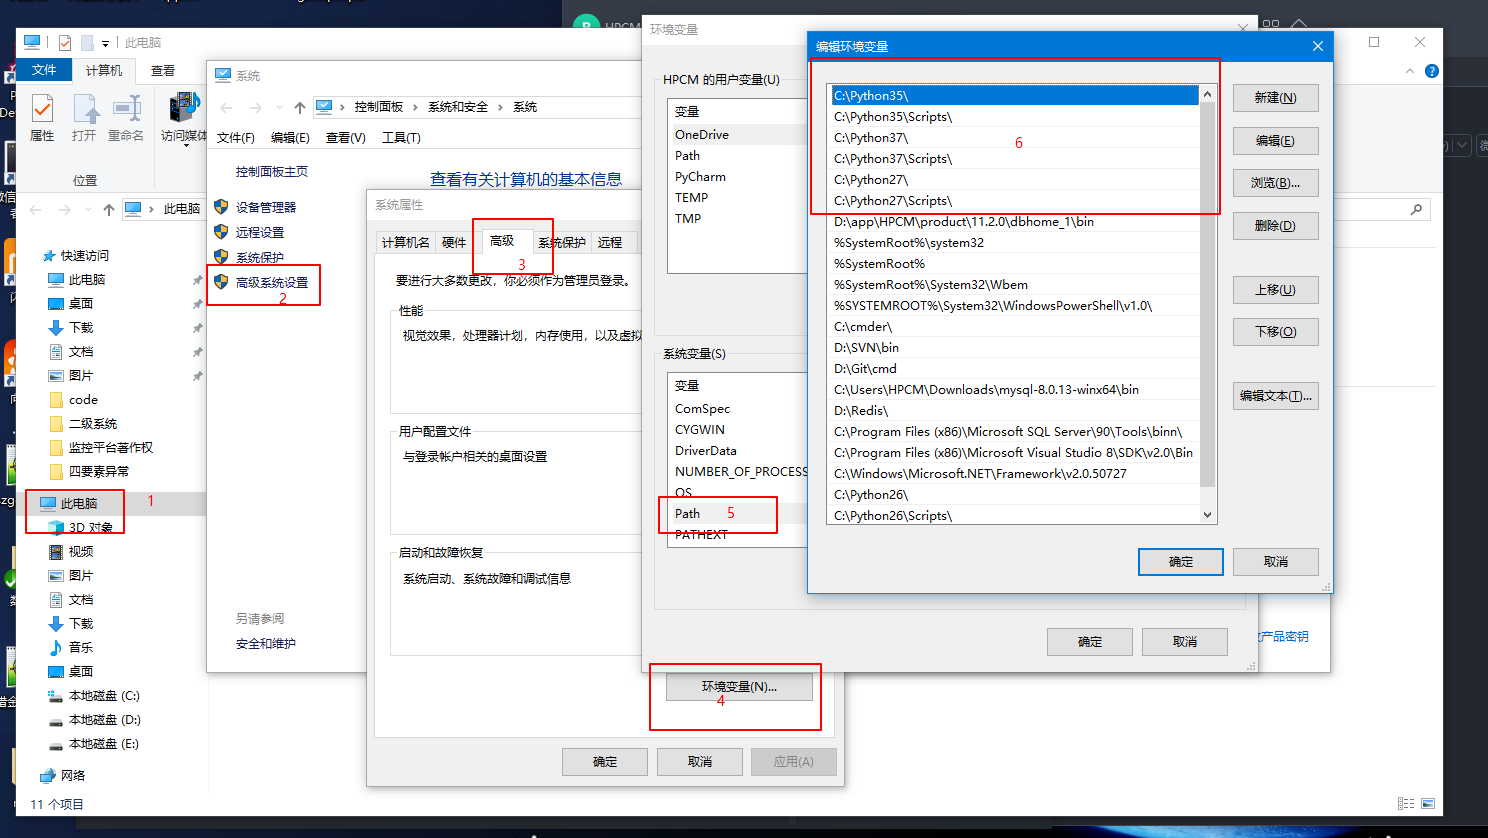 此电脑
文件
计算机
查看
属性
打开
重命名
访问媒体
位置
此电脑
快速访问
此电脑
桌面
下载
文档
图片
code
二级系统
监控平台著作权
四要素异常
此电脑
1
3D 对象
视频
图片
文档
下载
音乐
桌面
本地磁盘 (C:)
本地磁盘 (D:)
本地磁盘 (E:)
网络
11 个项目
系统
控制面板
系统和安全
系统
文件(F)
编辑(E)
查看(V)
工具(T)
控制面板主页
设备管理器
远程设置
系统保护
高级系统设置
2
另请参阅
安全和维护
查看有关计算机的基本信息
系统属性
计算机名
硬件
高级
系统保护
远程
3
要进行大多数更改，你必须作为管理员登录。
性能
视觉效果，处理器计划，内存使用，以及虚拟
用户配置文件
与登录帐户相关的桌面设置
启动和故障恢复
系统启动、系统故障和调试信息
环境变量(N)...
4
确定
取消
应用(A)
HPCM
环境变量
HPCM 的用户变量(U)
变量
OneDrive
Path
PyCharm
TEMP
TMP
系统变量(S)
变量
ComSpec
CYGWIN
DriverData
NUMBER_OF_PROCESS
OS
Path
5
PATHEXT
确定
取消
编辑环境变量
C:\Python35\
C:\Python35\Scripts\
C:\Python37\
6
C:\Python37\Scripts\
C:\Python27\
C:\Python27\Scripts\
D:\app\HPCM\product\11.2.0\dbhome_1\bin
%SystemRoot%\system32
%SystemRoot%
%SystemRoot%\System32\Wbem
%SYSTEMROOT%\System32\WindowsPowerShell\v1.0\
C:\cmder\
D:\SVN\bin
D:\Git\cmd
C:\Users\HPCM\Downloads\mysql-8.0.13-winx64\bin
D:\Redis\
C:\Program Files (x86)\Microsoft SQL Server\90\Tools\binn\
C:\Program Files (x86)\Microsoft Visual Studio 8\SDK\v2.0\Bin
C:\Windows\Microsoft.NET\Framework\v2.0.50727
C:\Python26\
C:\Python26\Scripts\
新建(N)
编辑(E)
浏览(B)...
删除(D)
上移(U)
下移(O)
编辑文本(T)...
确定
取消
产品密钥